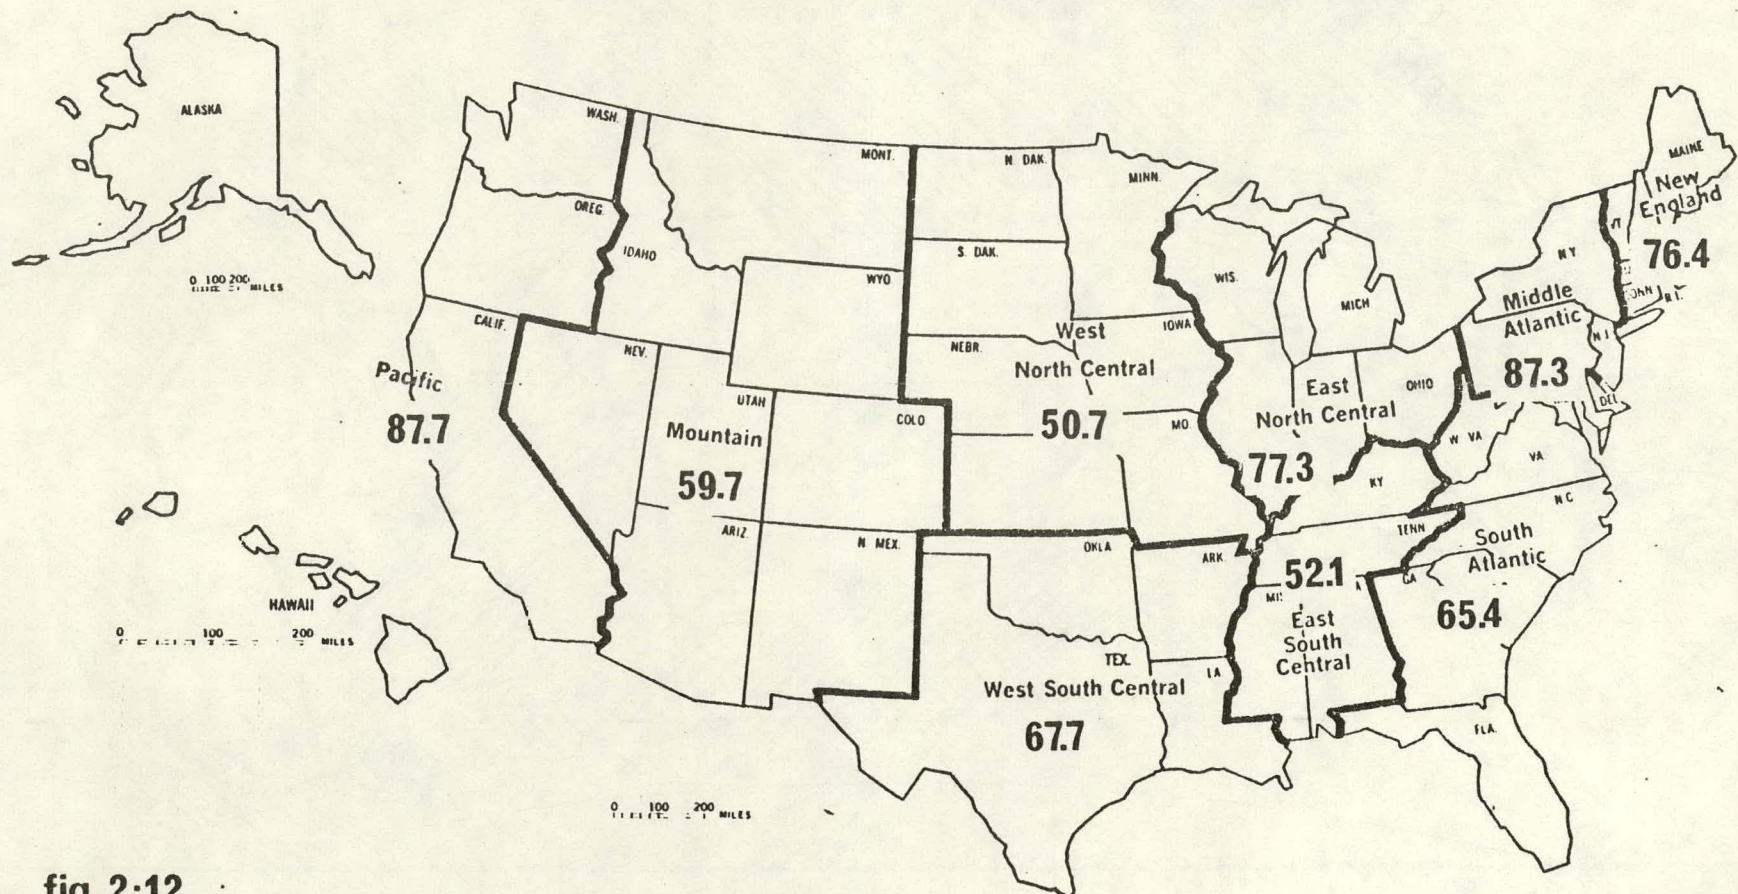 ALASKA
0 100 200
MILES
WASH.
MONT.
N. DAK.
MINN.
MAINE
OREG.
IDAHO
S. DAK.
WIS.
MICH
N Y
VT
New
England
76.4
CONN
R I.
WYO
CALIF.
NEV.
NEBR.
IOWA
West
North Central
50.7
Middle
Atlantic
87.3
N J
DEL
Pacific
87.7
UTAH
COLO
Mountain
59.7
MO.
East
North Central
77.3
OHIO
W VA
VA
KY
N C
ARIZ.
N MEX.
OKLA
ARK
TENN
52.1
East
South
Central
GA
South
Atlantic
65.4
HAWAII
0 100 200 MILES
TEX.
LA
West South Central
67.7
FLA.
0 100 200 MILES
fig. 2:12